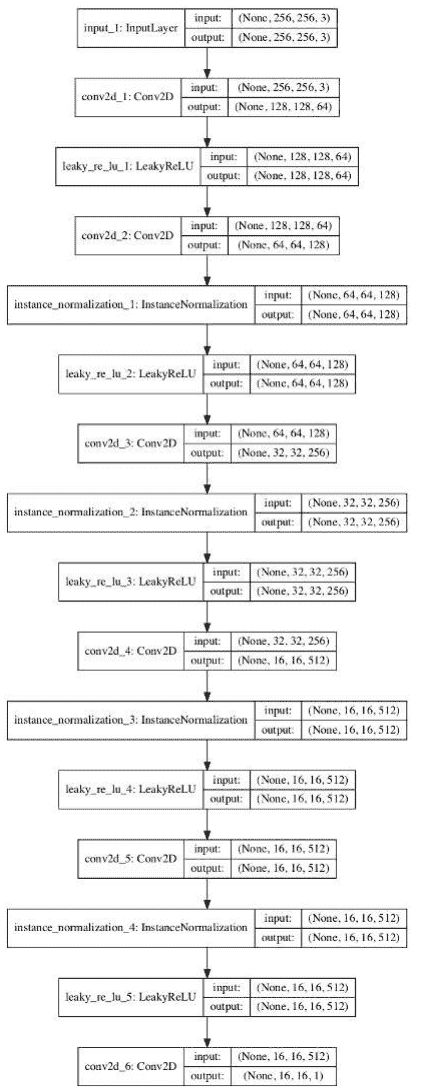 input_1: InputLayer
input: (None, 256, 256, 3)
output: (None, 256, 256, 3)
conv2d_1: Conv2D
input: (None, 256, 256, 3)
output: (None, 128, 128, 64)
leaky_re_lu_1: LeakyReLU
input: (None, 128, 128, 64)
output: (None, 128, 128, 64)
conv2d_2: Conv2D
input: (None, 128, 128, 64)
output: (None, 64, 64, 128)
instance_normalization_1: InstanceNormalization
input: (None, 64, 64, 128)
output: (None, 64, 64, 128)
leaky_re_lu_2: LeakyReLU
input: (None, 64, 64, 128)
output: (None, 64, 64, 128)
conv2d_3: Conv2D
input: (None, 64, 64, 128)
output: (None, 32, 32, 256)
instance_normalization_2: InstanceNormalization
input: (None, 32, 32, 256)
output: (None, 32, 32, 256)
leaky_re_lu_3: LeakyReLU
input: (None, 32, 32, 256)
output: (None, 32, 32, 256)
conv2d_4: Conv2D
input: (None, 32, 32, 256)
output: (None, 16, 16, 512)
instance_normalization_3: InstanceNormalization
input: (None, 16, 16, 512)
output: (None, 16, 16, 512)
leaky_re_lu_4: LeakyReLU
input: (None, 16, 16, 512)
output: (None, 16, 16, 512)
conv2d_5: Conv2D
input: (None, 16, 16, 512)
output: (None, 16, 16, 512)
instance_normalization_4: InstanceNormalization
input: (None, 16, 16, 512)
output: (None, 16, 16, 512)
leaky_re_lu_5: LeakyReLU
input: (None, 16, 16, 512)
output: (None, 16, 16, 512)
conv2d_6: Conv2D
input: (None, 16, 16, 512)
output: (None, 16, 16, 1)